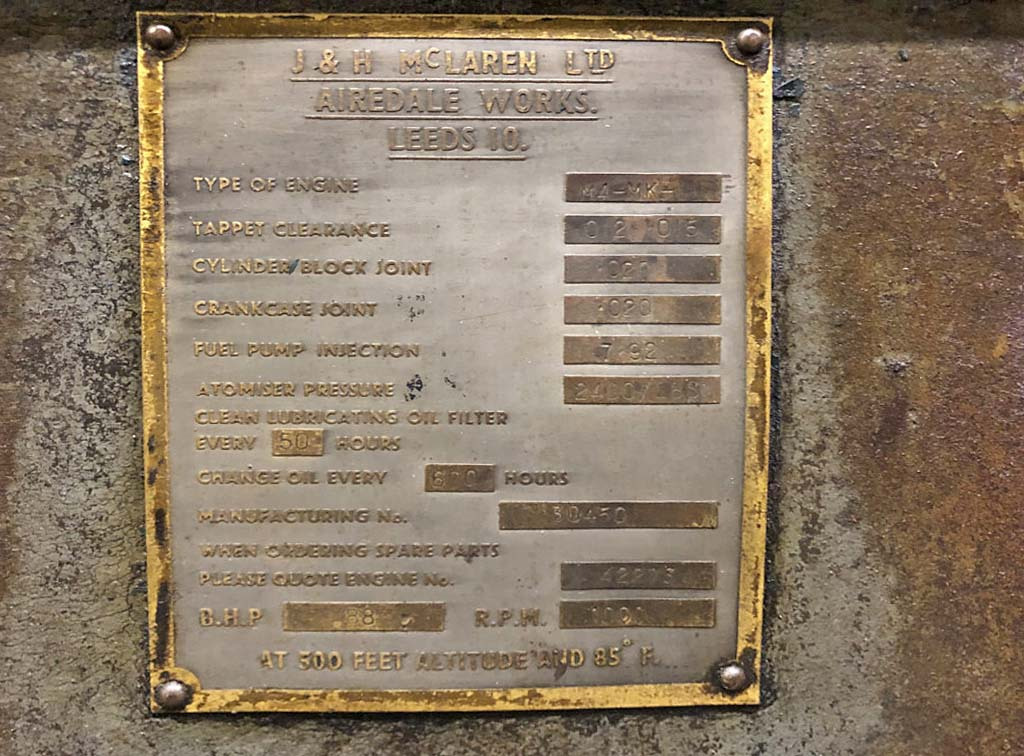 J & H McLAREN LTD
AIREDALE WORKS.
LEEDS 10.
TYPE OF ENGINE
TAPPET CLEARANCE
CYLINDER/BLOCK JOINT
CRANKCASE JOINT ·020
FUEL PUMP INJECTION
ATOMISER PRESSURE
CLEAN LUBRICATING OIL FILTER
EVERY 50 HOURS
CHANGE OIL EVERY HOURS
MANUFACTURING No. 50450
WHEN ORDERING SPARE PARTS
PLEASE QUOTE ENGINE No.
B.H.P R.P.M.
AT 500 FEET ALTITUDE AND 85° F.